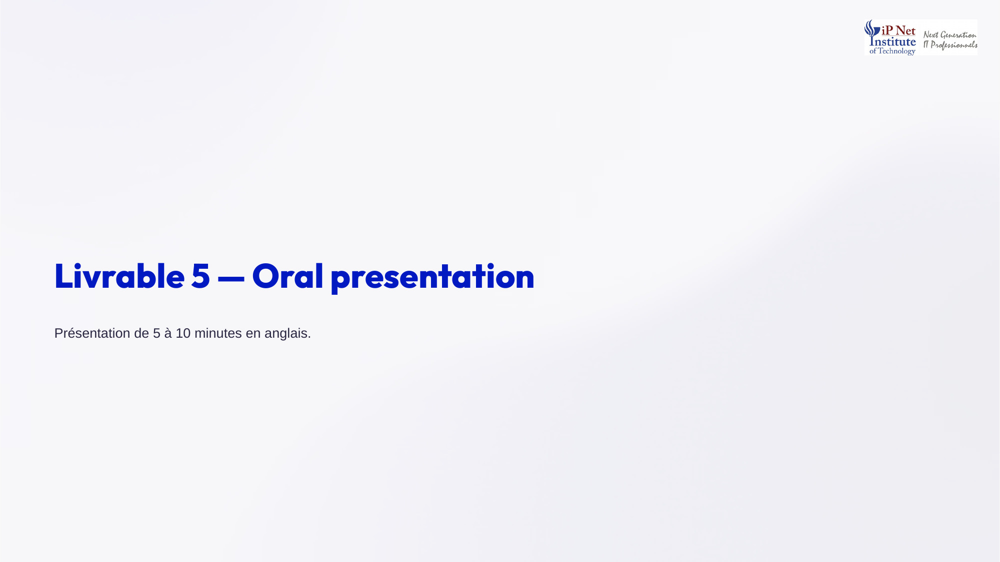 iP Net
Institute
of Technology
Next Generation
IT Professionnels
Livrable 5 — Oral presentation
Présentation de 5 à 10 minutes en anglais.